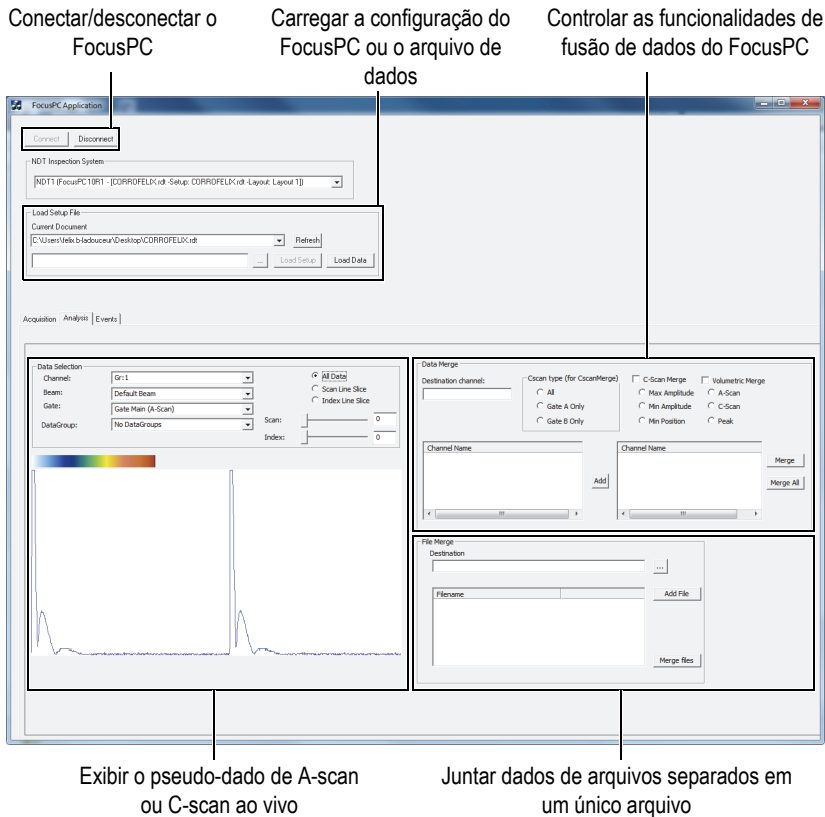 Conectar/desconectar o
FocusPC
Carregar a configuração do
FocusPC ou o arquivo de
dados
Controlar as funcionalidades de
fusão de dados do FocusPC
FocusPC Application
Connect
Disconnect
NDT Inspection System
NDT1 (FocusPC 10R1 - [CORROFELIX.rdt -Setup: CORROFELIX.rdt -Layout: Layout 1])
Load Setup File
Current Document
C:\Users\felix.b-ladouceur\Desktop\CORROFELIX.rdt
Refresh
...
Load Setup
Load Data
Acquisition
Analysis
Events
Data Selection
Channel:
Gr:1
Beam:
Default Beam
Gate:
Gate Main (A-Scan)
DataGroup:
No DataGroups
All Data
Scan Line Slice
Index Line Slice
Scan:
0
Index:
0
Data Merge
Destination channel:
Cscan type (for CscanMerge)
All
Gate A Only
Gate B Only
C-Scan Merge
Max Amplitude
Min Amplitude
Min Position
Volumetric Merge
A-Scan
C-Scan
Peak
Channel Name
Add
Channel Name
Merge
Merge All
File Merge
Destination
...
Filename
Add File
Merge files
Exibir o pseudo-dado de A-scan
ou C-scan ao vivo
Juntar dados de arquivos separados em
um único arquivo